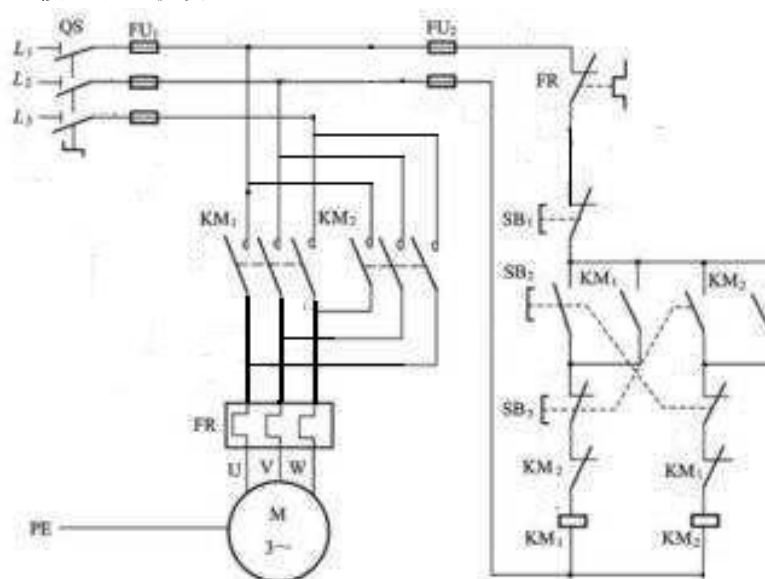 QS FU₁ FU₂
L₁
L₂
L₃
FR
KM₁ KM₂
SB₁
SB₂ KM₁ KM₂
SB₃
FR
KM₂ KM₁
U V W
M
3~
PE
KM₁ KM₂